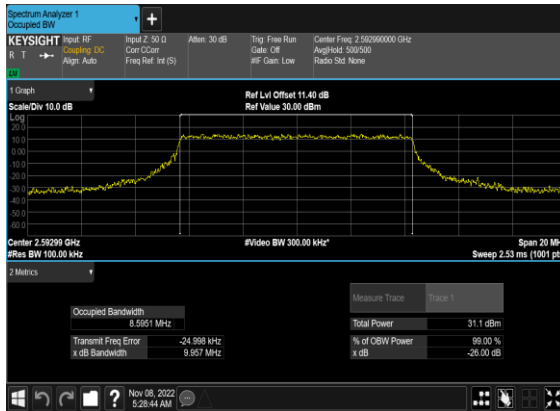 Spectrum Analyzer 1
Occupied BW
KEYSIGHT
R T
Input: RF
Coupling: DC
Align: Auto
Input Z: 50 Ω
Corr CCorr
Freq Ref: Int (S)
Atten: 30 dB
Trig: Free Run
Gate: Off
#IF Gain: Low
Center Freq: 2.592990000 GHz
Avg|Hold: 500/500
Radio Std: None
1 Graph
Scale/Div 10.0 dB
Ref Lvl Offset 11.40 dB
Ref Value 30.00 dBm
Log
20.0
10.0
0.00
-10.0
-20.0
-30.0
-40.0
-50.0
-60.0
Center 2.59299 GHz
#Res BW 100.00 kHz
#Video BW 300.00 kHz*
Span 20 MH
Sweep 2.53 ms (1001 pt
2 Metrics
Measure Trace
Trace 1
Occupied Bandwidth
8.5951 MHz
Total Power
31.1 dBm
Transmit Freq Error
-24.998 kHz
% of OBW Power
99.00 %
x dB Bandwidth
9.957 MHz
x dB
-26.00 dB
?
Nov 08, 2022
5:28:44 AM